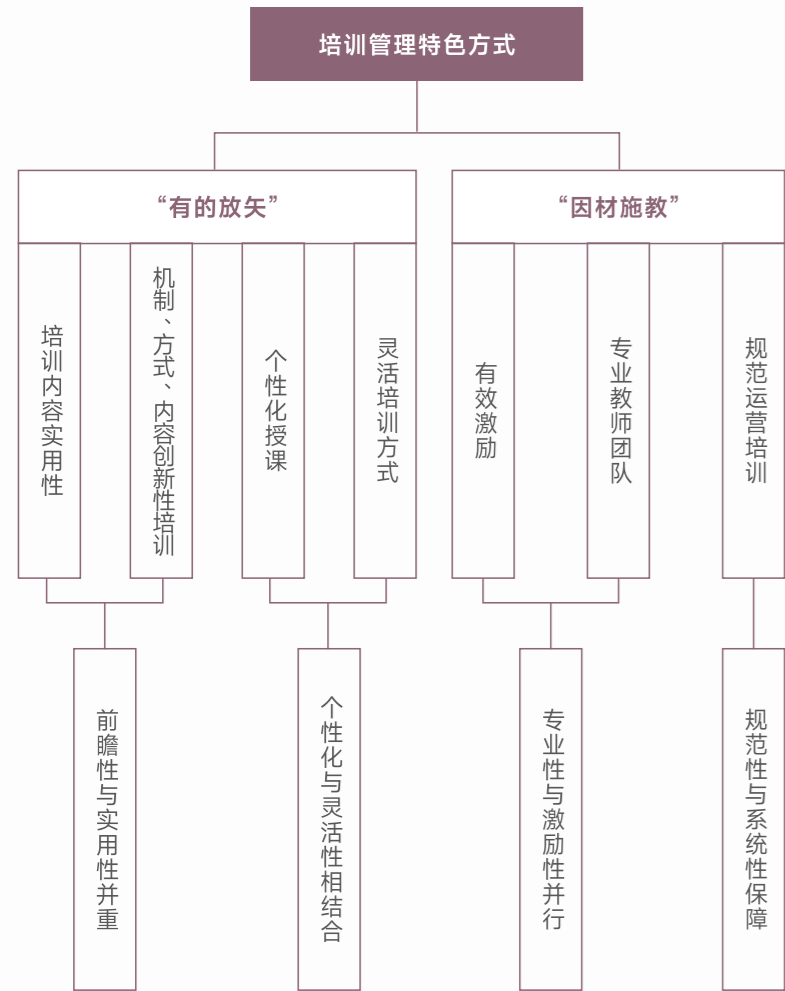 培训管理特色方式
“有的放矢”
“因材施教”
培训内容实用性
机制、方式、内容创新性培训
个性化授课
灵活培训方式
有效激励
专业教师团队
规范运营培训
前瞻性与实用性并重
个性化与灵活性相结合
专业性与激励性并行
规范性与系统性保障